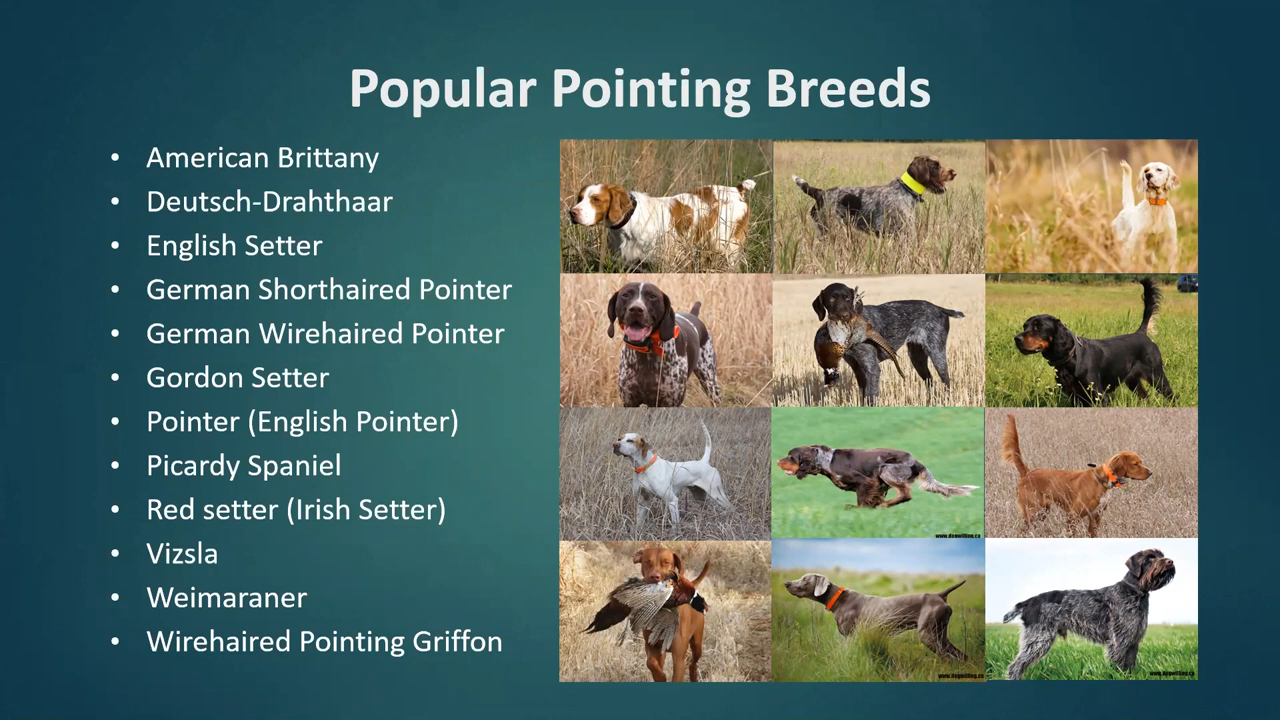 Popular Pointing Breeds
• American Brittany
• Deutsch-Drahthaar
• English Setter
• German Shorthaired Pointer
• German Wirehaired Pointer
• Gordon Setter
• Pointer (English Pointer)
• Picardy Spaniel
• Red setter (Irish Setter)
• Vizsla
• Weimaraner
• Wirehaired Pointing Griffon